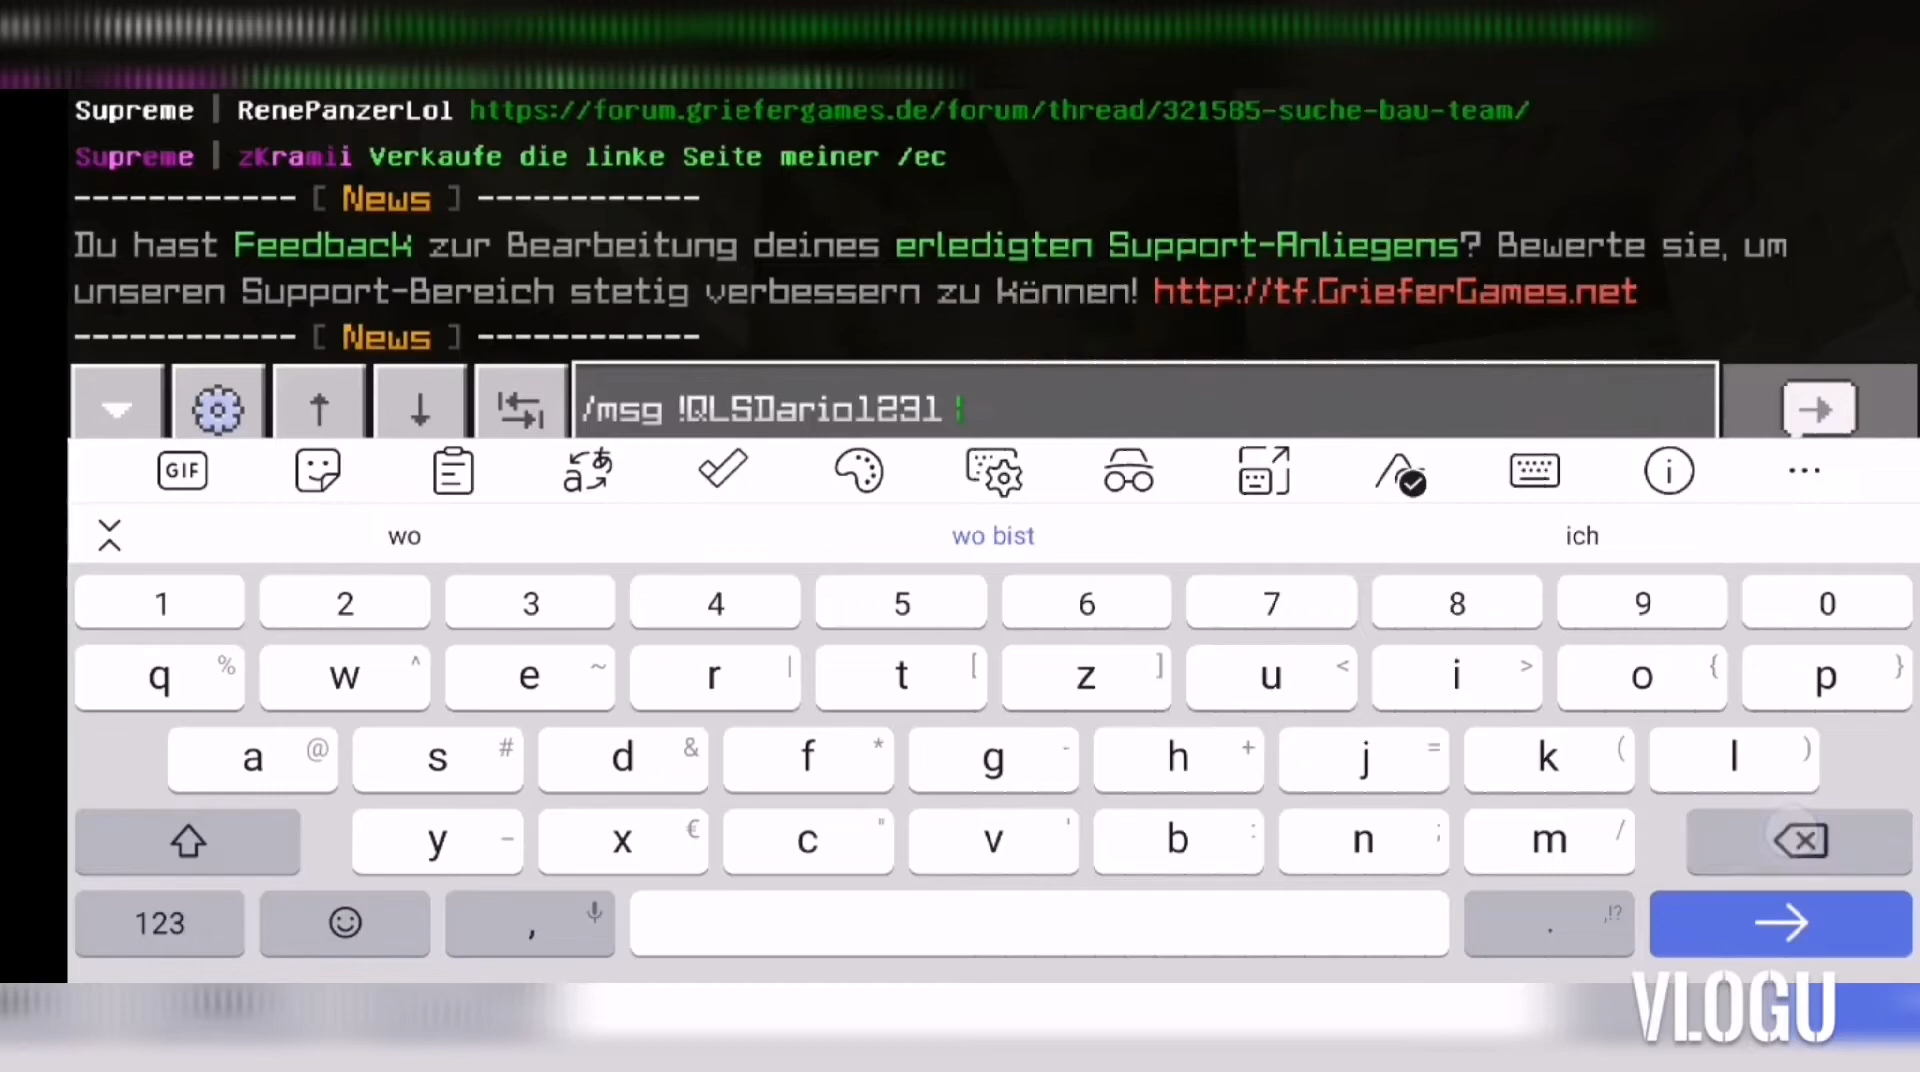 Supreme | RenePanzerLol https://forum.griefergames.de/forum/thread/321585-suche-bau-team/
Supreme | zKramii Verkaufe die linke Seite meiner /ec
------------ [ News ] ------------
Du hast Feedback zur Bearbeitung deines erledigten Support-Anliegens? Bewerte sie, um
unseren Support-Bereich stetig verbessern zu können! http://tf.GrieferGames.net
------------ [ News ] ------------
/msg !QLSDario1231
GIF
wo wo bist ich
1 2 3 4 5 6 7 8 9 0
q % w ^ e ~ r | t [ z ] u < i > o { p }
a @ s # d & f * g - h + j = k ( l )
y _ x € c " v ' b : n ; m /
123 , . ,!?
VLOGU